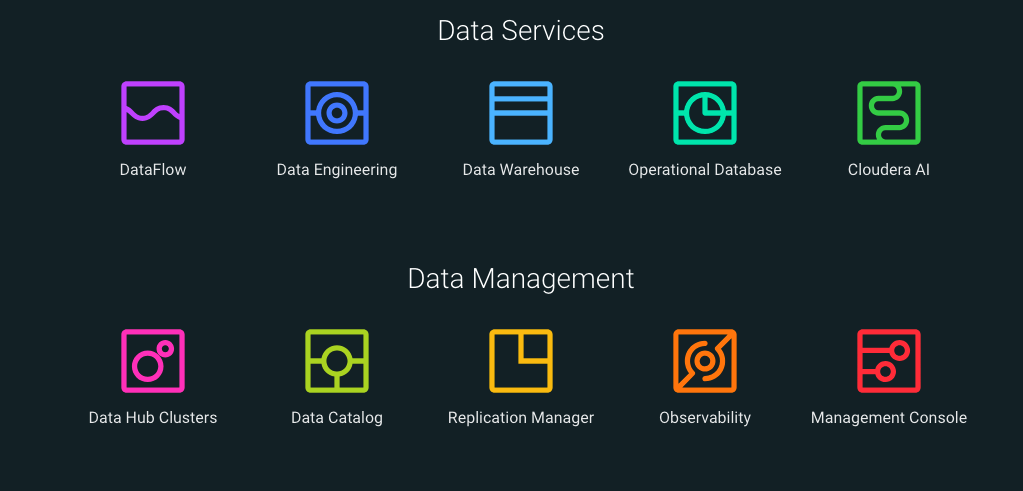 Data Services
DataFlow
Data Engineering
Data Warehouse
Operational Database
Cloudera AI
Data Management
Data Hub Clusters
Data Catalog
Replication Manager
Observability
Management Console